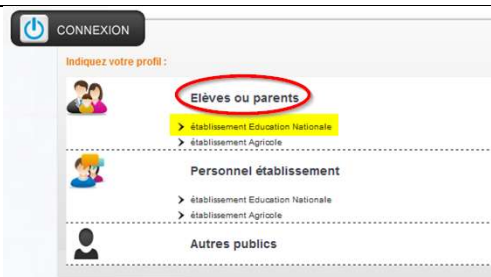 CONNEXION
Indiquez votre profil :
Elèves ou parents
établissement Education Nationale
établissement Agricole
Personnel établissement
établissement Education Nationale
établissement Agricole
Autres publics